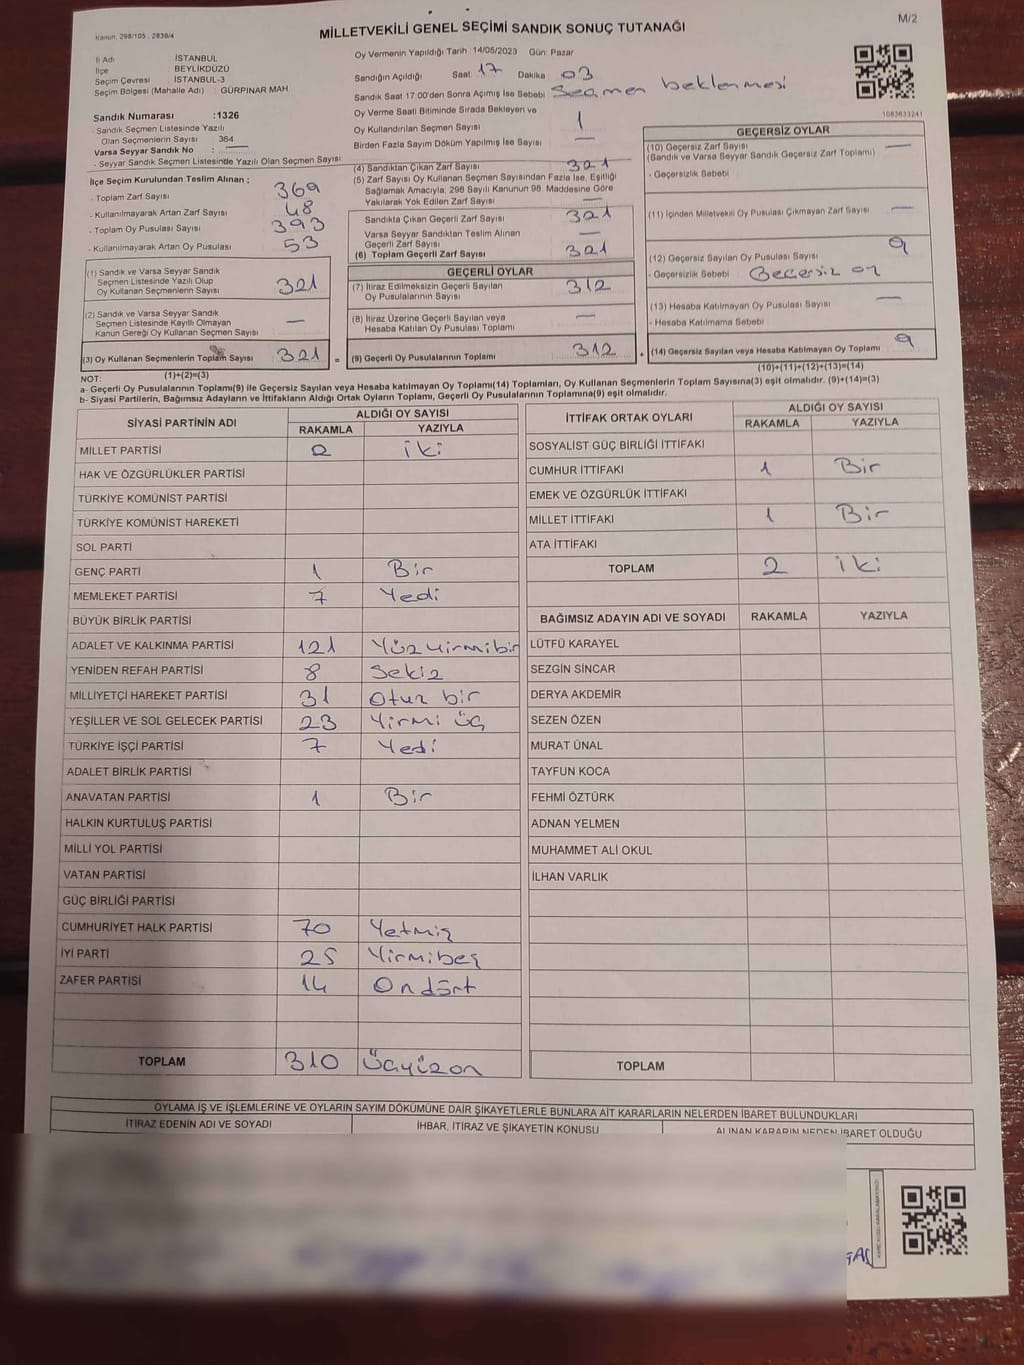 Kanun: 298/105 , 2839/4
MİLLETVEKİLİ GENEL SEÇİMİ SANDIK SONUÇ TUTANAĞI
M/2
İl Adı : İSTANBUL
İlçe : BEYLİKDÜZÜ
Seçim Çevresi : İSTANBUL-3
Seçim Bölgesi (Mahalle Adı) : GÜRPINAR MAH.
Oy Vermenin Yapıldığı Tarih :14/05/2023 Gün: Pazar
Sandığın Açıldığı Saat: 17 Dakika : 03
Sandık Saat 17:00'den Sonra Açımış İse Sebebi : Seçmen beklenmesi
Oy Verme Saati Bitiminde Sırada Bekleyen ve
Oy Kullandırılan Seçmen Sayısı : 1
Birden Fazla Sayım Döküm Yapılmış İse Sayısı : —
1083633241
Sandık Numarası :1326
- Sandık Seçmen Listesinde Yazılı
Olan Seçmenlerin Sayısı : 364
Varsa Seyyar Sandık No : —
- Seyyar Sandık Seçmen Listesinde Yazılı Olan Seçmen Sayısı
İlçe Seçim Kurulundan Teslim Alınan ;
- Toplam Zarf Sayısı : 369
- Kullanılmayarak Artan Zarf Sayısı : 48
- Toplam Oy Pusulası Sayısı : 393
- Kullanılmayarak Artan Oy Pusulası : 53
(1) Sandık ve Varsa Seyyar Sandık
Seçmen Listesinde Yazılı Olup
Oy Kullanan Seçmenlerin Sayısı : 321
(2) Sandık ve Varsa Seyyar Sandık
Seçmen Listesinde Kayıtlı Olmayan
Kanun Gereği Oy Kullanan Seçmen Sayısı : —
(3) Oy Kullanan Seçmenlerin Toplam Sayısı : 321 =
(1)+(2)=(3)
(4) Sandıktan Çıkan Zarf Sayısı : 321
(5) Zarf Sayısı Oy Kullanan Seçmen Sayısından Fazla İse, Eşitliği
Sağlamak Amacıyla; 298 Sayılı Kanunun 98. Maddesine Göre
Yakılarak Yok Edilen Zarf Sayısı : —
Sandıkta Çıkan Geçerli Zarf Sayısı : 321
Varsa Seyyar Sandıktan Teslim Alınan
Geçerli Zarf Sayısı : —
(6) Toplam Geçerli Zarf Sayısı : 321
GEÇERLİ OYLAR
(7) İtiraz Edilmeksizin Geçerli Sayılan
Oy Pusulalarının Sayısı : 312
(8) İtiraz Üzerine Geçerli Sayılan veya
Hesaba Katılan Oy Pusulası Toplamı : —
(9) Geçerli Oy Pusulalarının Toplamı : 312 +
GEÇERSİZ OYLAR
(10) Geçersiz Zarf Sayısı : —
(Sandık ve Varsa Seyyar Sandık Geçersiz Zarf Toplamı)
- Geçersizlik Sebebi :
(11) İçinden Milletvekili Oy Pusulası Çıkmayan Zarf Sayısı : —
(12) Geçersiz Sayılan Oy Pusulası Sayısı : 9
- Geçersizlik Sebebi : Geçersiz oy
(13) Hesaba Katılmayan Oy Pusulası Sayısı : —
- Hesaba Katılmama Sebebi :
(14) Geçersiz Sayılan veya Hesaba Katılmayan Oy Toplamı : 9
(10)+(11)+(12)+(13)=(14)
NOT:
a- Geçerli Oy Pusulalarının Toplamı(9) ile Geçersiz Sayılan veya Hesaba katılmayan Oy Toplamı(14) Toplamları, Oy Kullanan Seçmenlerin Toplam Sayısına(3) eşit olmalıdır. (9)+(14)=(3)
b- Siyasi Partilerin, Bağımsız Adayların ve İttifakların Aldığı Ortak Oyların Toplamı, Geçerli Oy Pusulalarının Toplamına(9) eşit olmalıdır.
SİYASİ PARTİNİN ADI ALDIĞI OY SAYISI
RAKAMLA YAZIYLA
MİLLET PARTİSİ 2 iki
HAK VE ÖZGÜRLÜKLER PARTİSİ
TÜRKİYE KOMÜNİST PARTİSİ
TÜRKİYE KOMÜNİST HAREKETİ
SOL PARTİ
GENÇ PARTİ 1 Bir
MEMLEKET PARTİSİ 7 Yedi
BÜYÜK BİRLİK PARTİSİ
ADALET VE KALKINMA PARTİSİ 121 Yüzyirmibir
YENİDEN REFAH PARTİSİ 8 Sekiz
MİLLİYETÇİ HAREKET PARTİSİ 31 Otuz bir
YEŞİLLER VE SOL GELECEK PARTİSİ 23 Yirmi üç
TÜRKİYE İŞÇİ PARTİSİ 7 Yedi
ADALET BİRLİK PARTİSİ
ANAVATAN PARTİSİ 1 Bir
HALKIN KURTULUŞ PARTİSİ
MİLLİ YOL PARTİSİ
VATAN PARTİSİ
GÜÇ BİRLİĞİ PARTİSİ
CUMHURİYET HALK PARTİSİ 70 Yetmiş
İYİ PARTİ 25 Yirmibeş
ZAFER PARTİSİ 14 Ondört
TOPLAM 310 Üçyüzon
İTTİFAK ORTAK OYLARI ALDIĞI OY SAYISI
RAKAMLA YAZIYLA
SOSYALİST GÜÇ BİRLİĞİ İTTİFAKI
CUMHUR İTTİFAKI 1 Bir
EMEK VE ÖZGÜRLÜK İTTİFAKI
MİLLET İTTİFAKI 1 Bir
ATA İTTİFAKI
TOPLAM 2 iki
BAĞIMSIZ ADAYIN ADI VE SOYADI RAKAMLA YAZIYLA
LÜTFÜ KARAYEL
SEZGİN SİNCAR
DERYA AKDEMİR
SEZEN ÖZEN
MURAT ÜNAL
TAYFUN KOCA
FEHMİ ÖZTÜRK
ADNAN YELMEN
MUHAMMET ALİ OKUL
İLHAN VARLIK
TOPLAM
OYLAMA İŞ VE İŞLEMLERİNE VE OYLARIN SAYIM DÖKÜMÜNE DAİR ŞİKAYETLERLE BUNLARA AİT KARARLARIN NELERDEN İBARET BULUNDUKLARI
İTİRAZ EDENİN ADI VE SOYADI İHBAR, İTİRAZ VE ŞİKAYETİN KONUSU ALINAN KARARIN NEDEN İBARET OLDUĞU